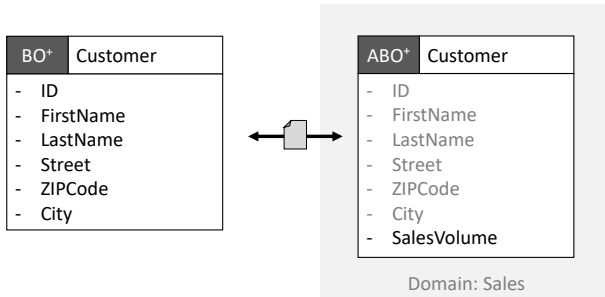 BO⁺ Customer
- ID
- FirstName
- LastName
- Street
- ZIPCode
- City
ABO⁺ Customer
- ID
- FirstName
- LastName
- Street
- ZIPCode
- City
- SalesVolume
Domain: Sales